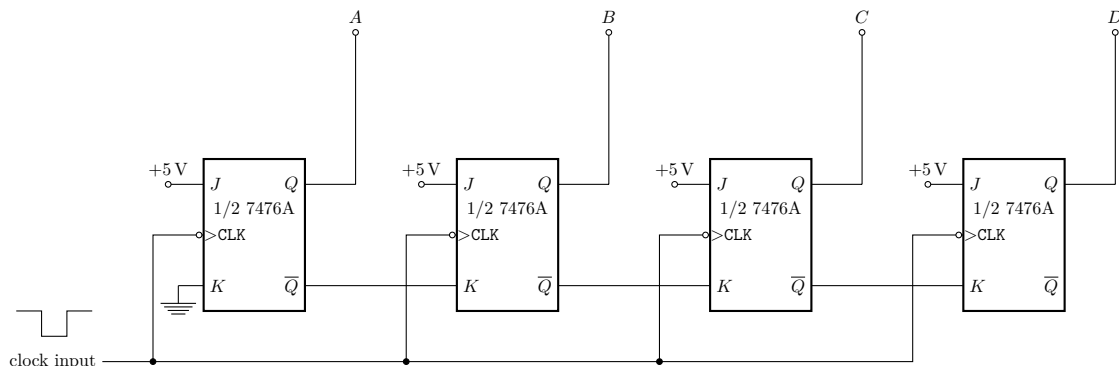 A B C D
+5 V +5 V +5 V +5 V
J Q J Q J Q J Q
1/2 7476A 1/2 7476A 1/2 7476A 1/2 7476A
CLK CLK CLK CLK
K Q̅ K Q̅ K Q̅ K Q̅
clock input